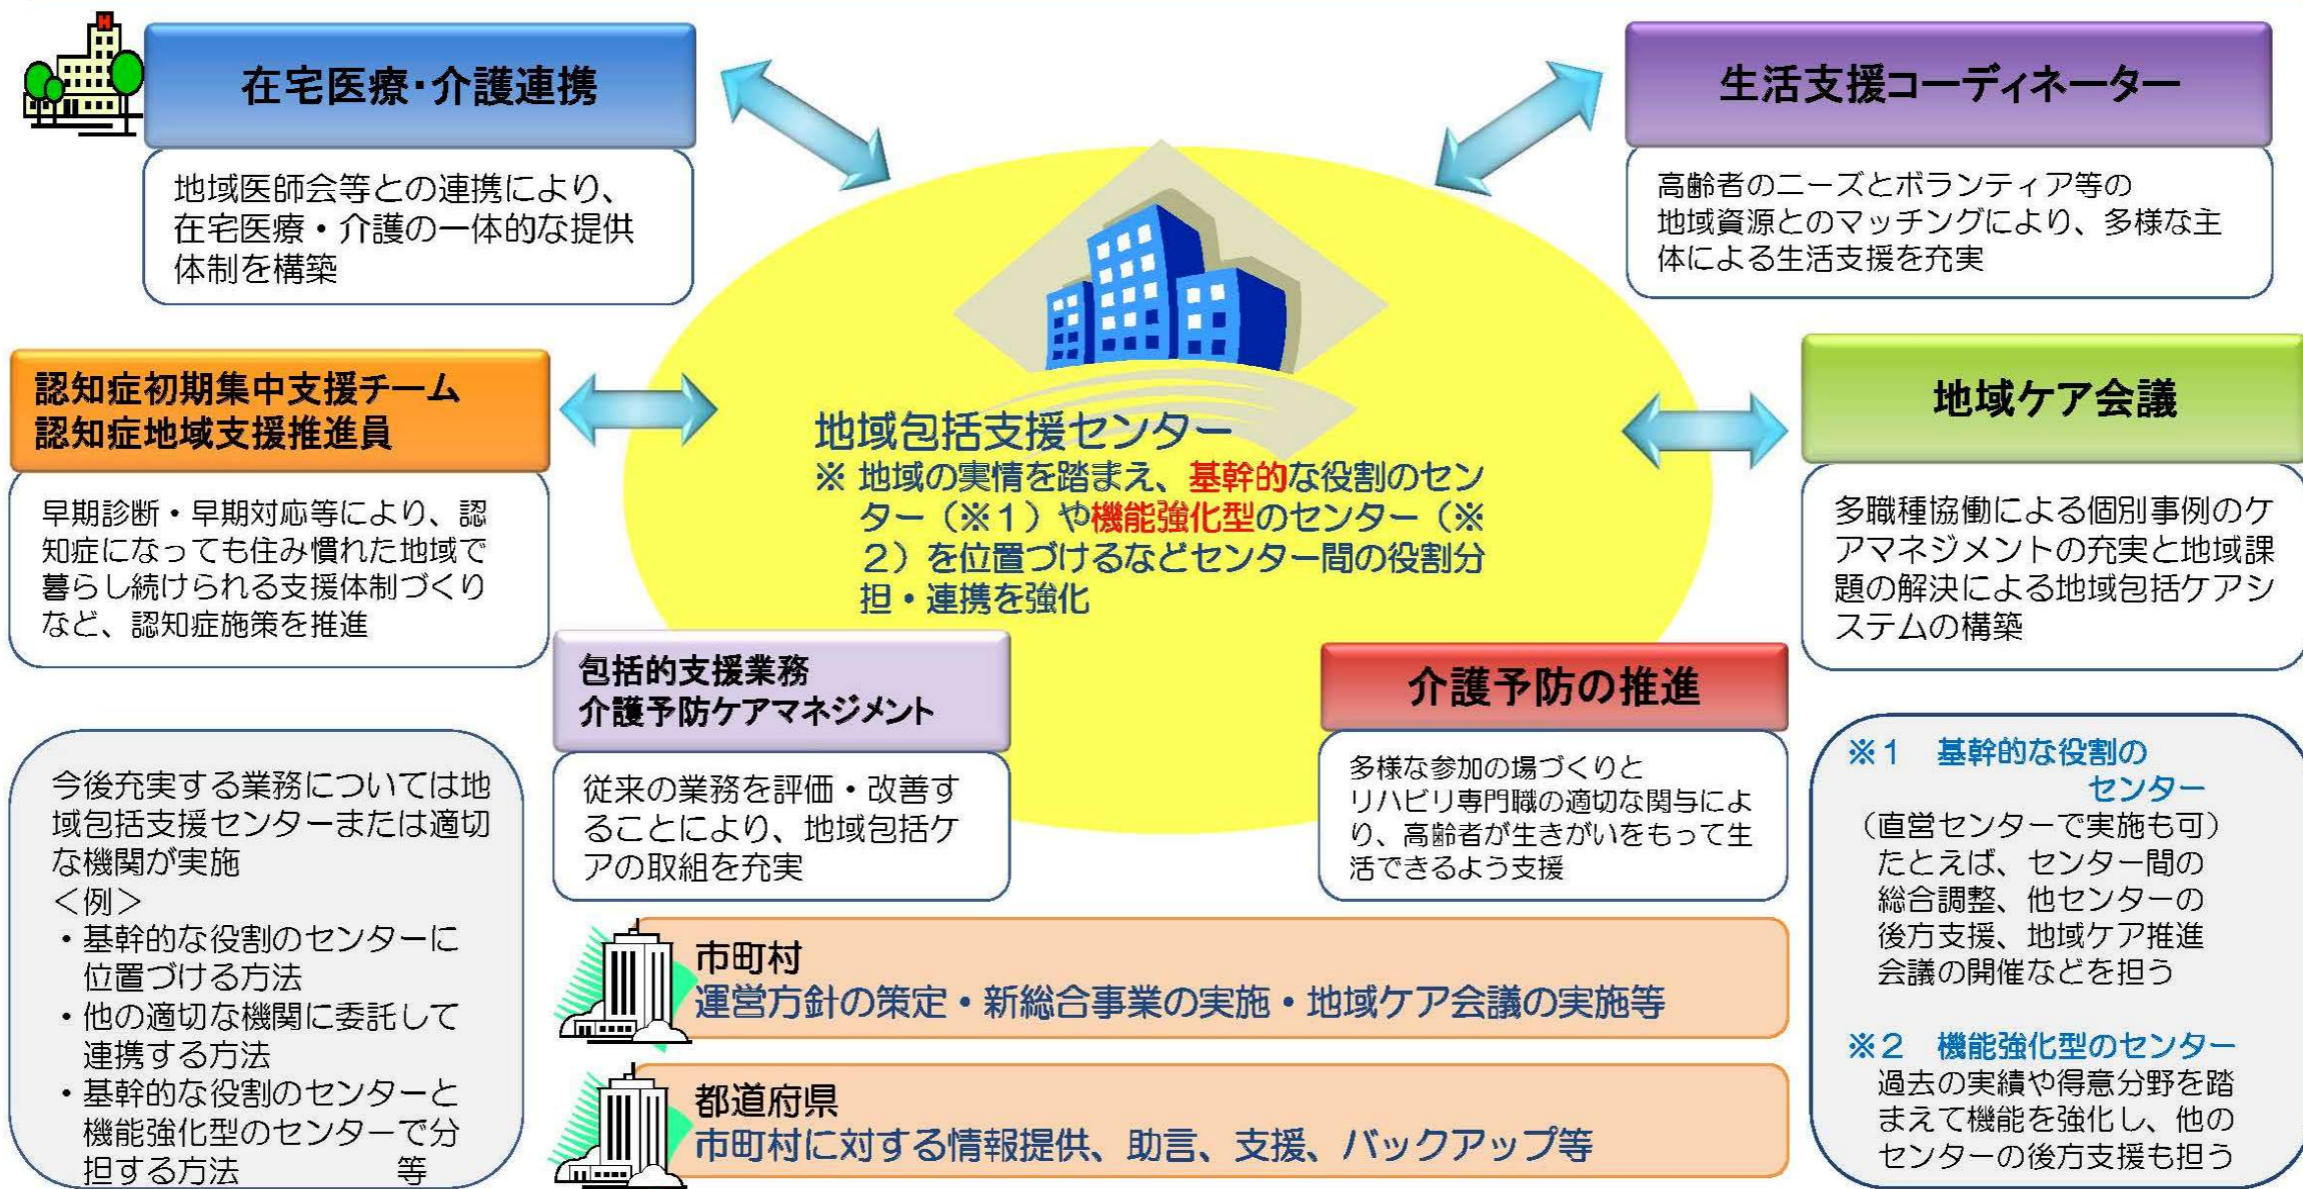 H
在宅医療・介護連携
地域医師会等との連携により、
在宅医療・介護の一体的な提供
体制を構築
生活支援コーディネーター
高齢者のニーズとボランティア等の
地域資源とのマッチングにより、多様な主
体による生活支援を充実
認知症初期集中支援チーム
認知症地域支援推進員
早期診断・早期対応等により、認
知症になっても住み慣れた地域で
暮らし続けられる支援体制づくり
など、認知症施策を推進
地域包括支援センター
※ 地域の実情を踏まえ、基幹的な役割のセン
ター（※１）や機能強化型のセンター（※
２）を位置づけるなどセンター間の役割分
担・連携を強化
地域ケア会議
多職種協働による個別事例のケ
アマネジメントの充実と地域課
題の解決による地域包括ケアシ
ステムの構築
包括的支援業務
介護予防ケアマネジメント
従来の業務を評価・改善す
ることにより、地域包括ケ
アの取組を充実
介護予防の推進
多様な参加の場づくりと
リハビリ専門職の適切な関与によ
り、高齢者が生きがいをもって生
活できるよう支援
今後充実する業務については地
域包括支援センターまたは適切
な機関が実施
＜例＞
・基幹的な役割のセンターに
位置づける方法
・他の適切な機関に委託して
連携する方法
・基幹的な役割のセンターと
機能強化型のセンターで分
担する方法 等
市町村
運営方針の策定・新総合事業の実施・地域ケア会議の実施等
都道府県
市町村に対する情報提供、助言、支援、バックアップ等
※１ 基幹的な役割の
センター
（直営センターで実施も可）
たとえば、センター間の
総合調整、他センターの
後方支援、地域ケア推進
会議の開催などを担う
※２ 機能強化型のセンター
過去の実績や得意分野を踏
まえて機能を強化し、他の
センターの後方支援も担う